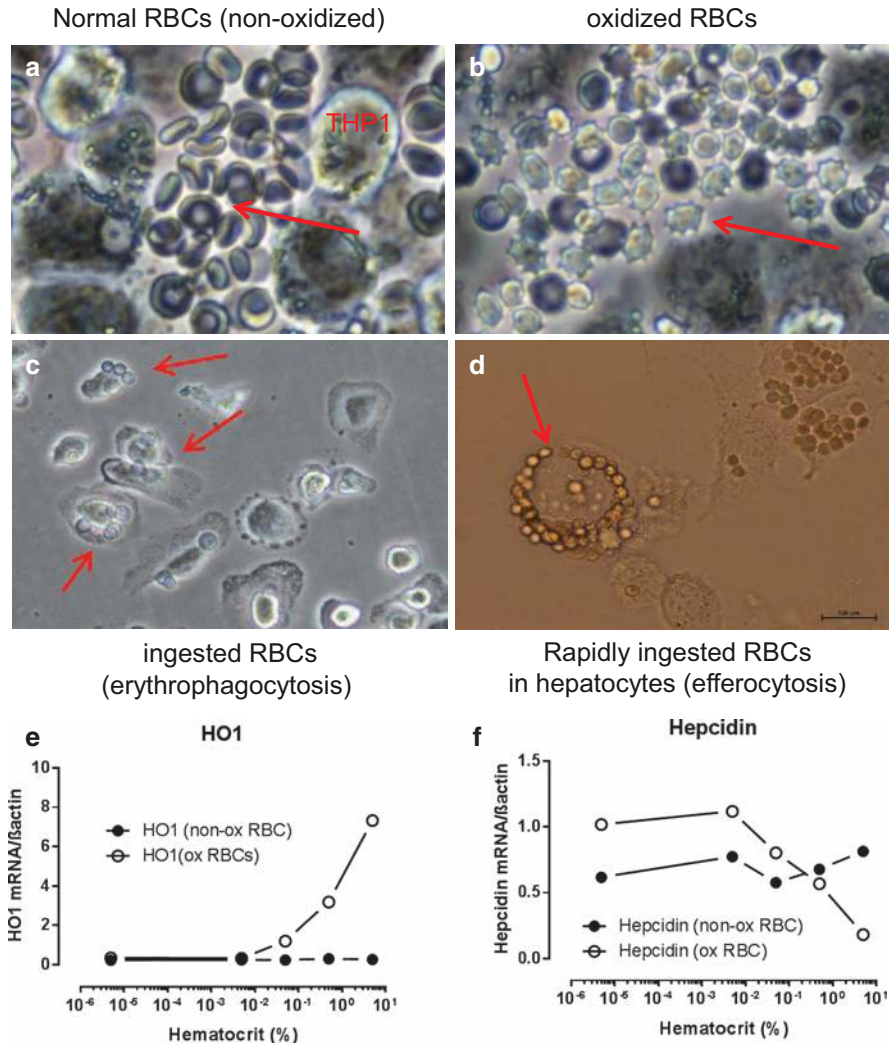 Normal RBCs (non-oxidized)
oxidized RBCs
a
THP1
b
c
d
ingested RBCs
(erythrophagocytosis)
Rapidly ingested RBCs
in hepatocytes (efferocytosis)
e
HO1
HO1 mRNA/ßactin
10
8
6
4
2
0
HO1 (non-ox RBC)
HO1(ox RBCs)
10⁻⁶ 10⁻⁵ 10⁻⁴ 10⁻³ 10⁻² 10⁻¹ 10⁰ 10¹
Hematocrit (%)
f
Hepcidin
Hepcidin mRNA/ßactin
1.5
1.0
0.5
0.0
Hepcidin (non-ox RBC)
Hepcidin (ox RBC)
10⁻⁶ 10⁻⁵ 10⁻⁴ 10⁻³ 10⁻² 10⁻¹ 10⁰ 10¹
Hematocrit (%)